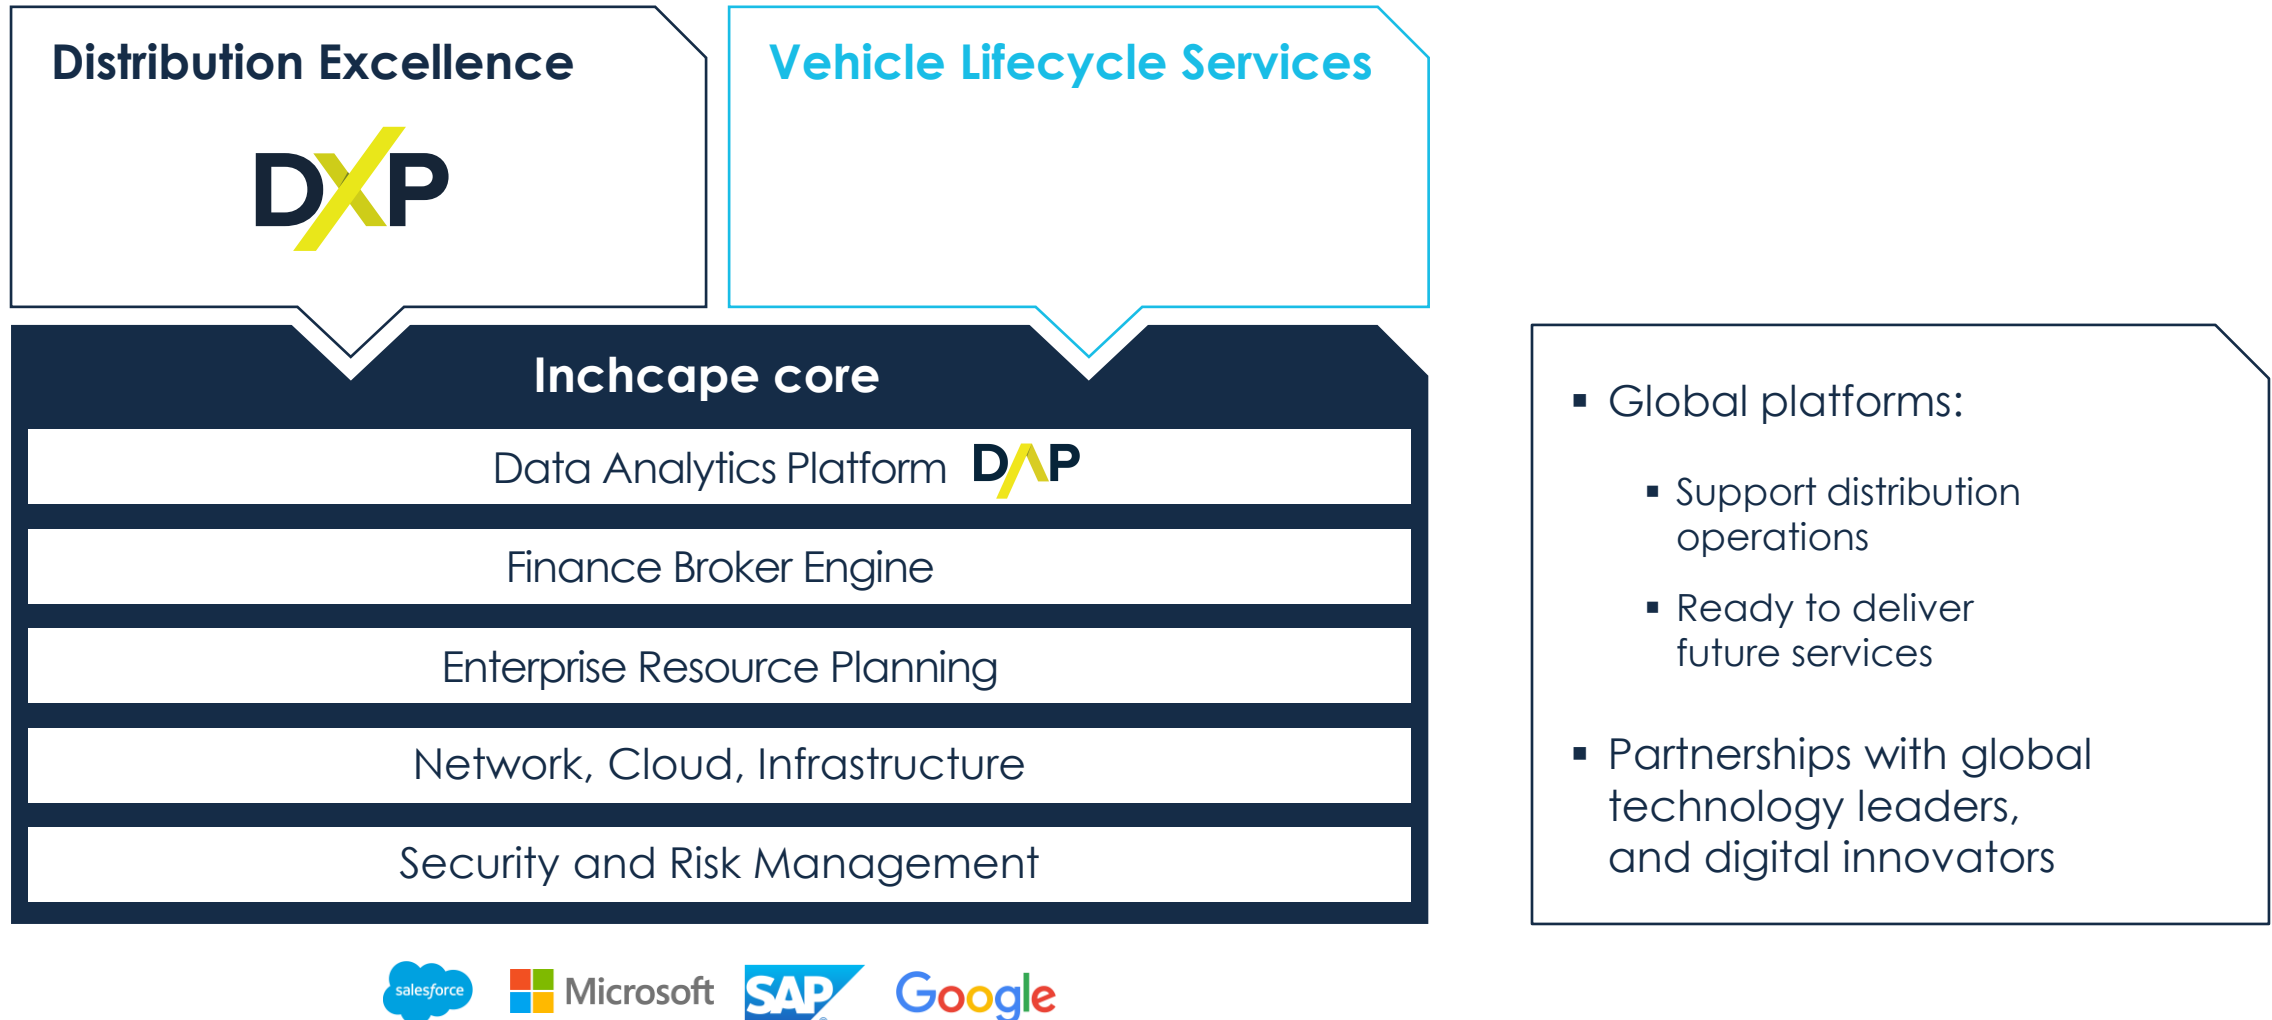 Distribution Excellence
DXP
Vehicle Lifecycle Services
Inchcape core
Data Analytics Platform DAP
Finance Broker Engine
Enterprise Resource Planning
Network, Cloud, Infrastructure
Security and Risk Management
salesforce Microsoft SAP Google
▪ Global platforms:
▪ Support distribution
operations
▪ Ready to deliver
future services
▪ Partnerships with global
technology leaders,
and digital innovators